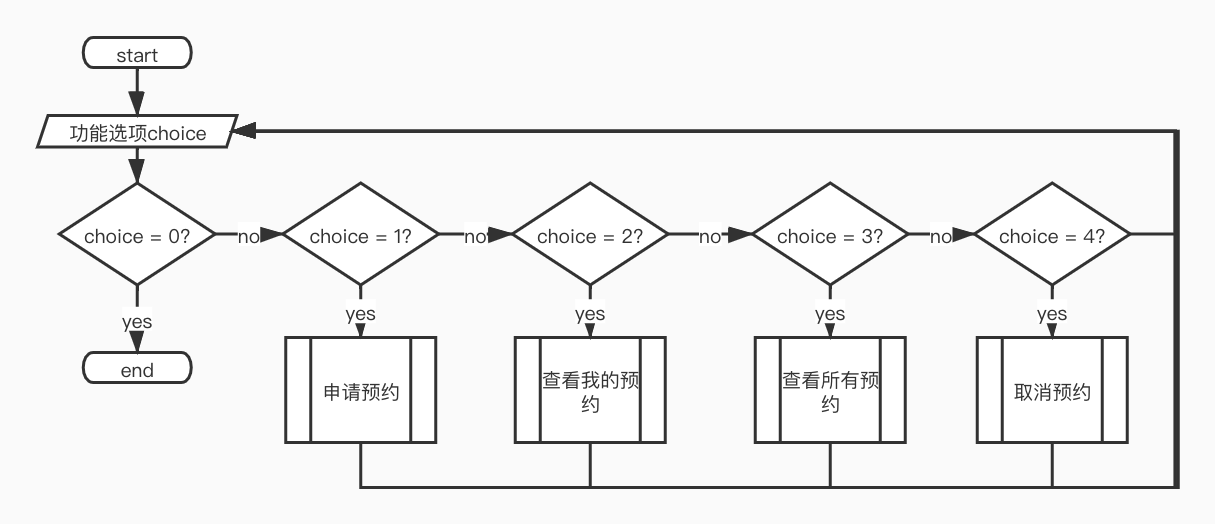 start
功能选项choice
choice = 0?
no
choice = 1?
no
choice = 2?
no
choice = 3?
no
choice = 4?
yes
yes
yes
yes
yes
end
申请预约
查看我的预
约
查看所有预
约
取消预约